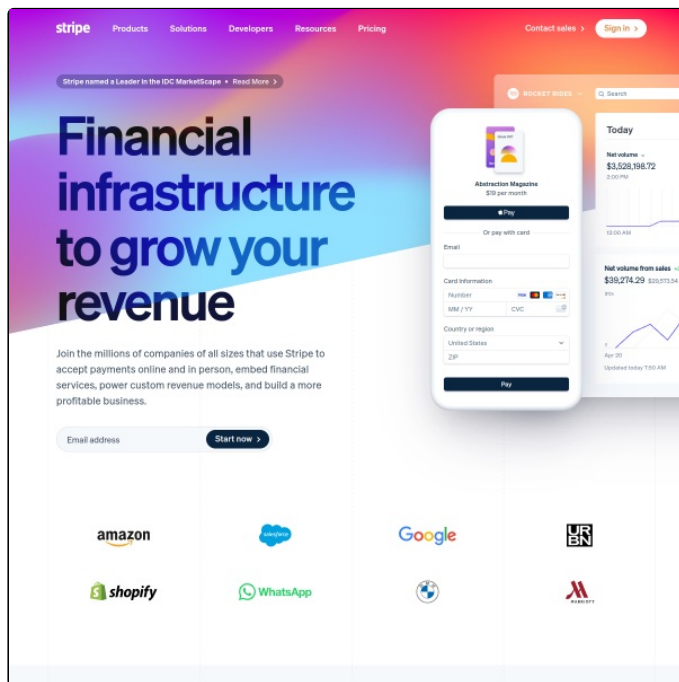 stripe
Products
Solutions
Developers
Resources
Pricing
Contact sales >
Sign in >
Stripe named a Leader in the IDC MarketScape • Read More >
Financial
infrastructure
to grow your
revenue
Join the millions of companies of all sizes that use Stripe to
accept payments online and in person, embed financial
services, power custom revenue models, and build a more
profitable business.
Email address
Start now >
ROCKET RIDES
Search
Abstraction Magazine
$19 per month
Pay
Or pay with card
Email
Card Information
Number
VISA
MM / YY
CVC
Country or region
United States
ZIP
Pay
Today
Net volume
$3,528,198.72
2:00 PM
12:00 AM
Net volume from sales
$39,274.29 $29,573.54
Apr 20
Updated today 7:50 AM
amazon
salesforce
Google
UR
BN
shopify
WhatsApp
BMW
MARRIOTT